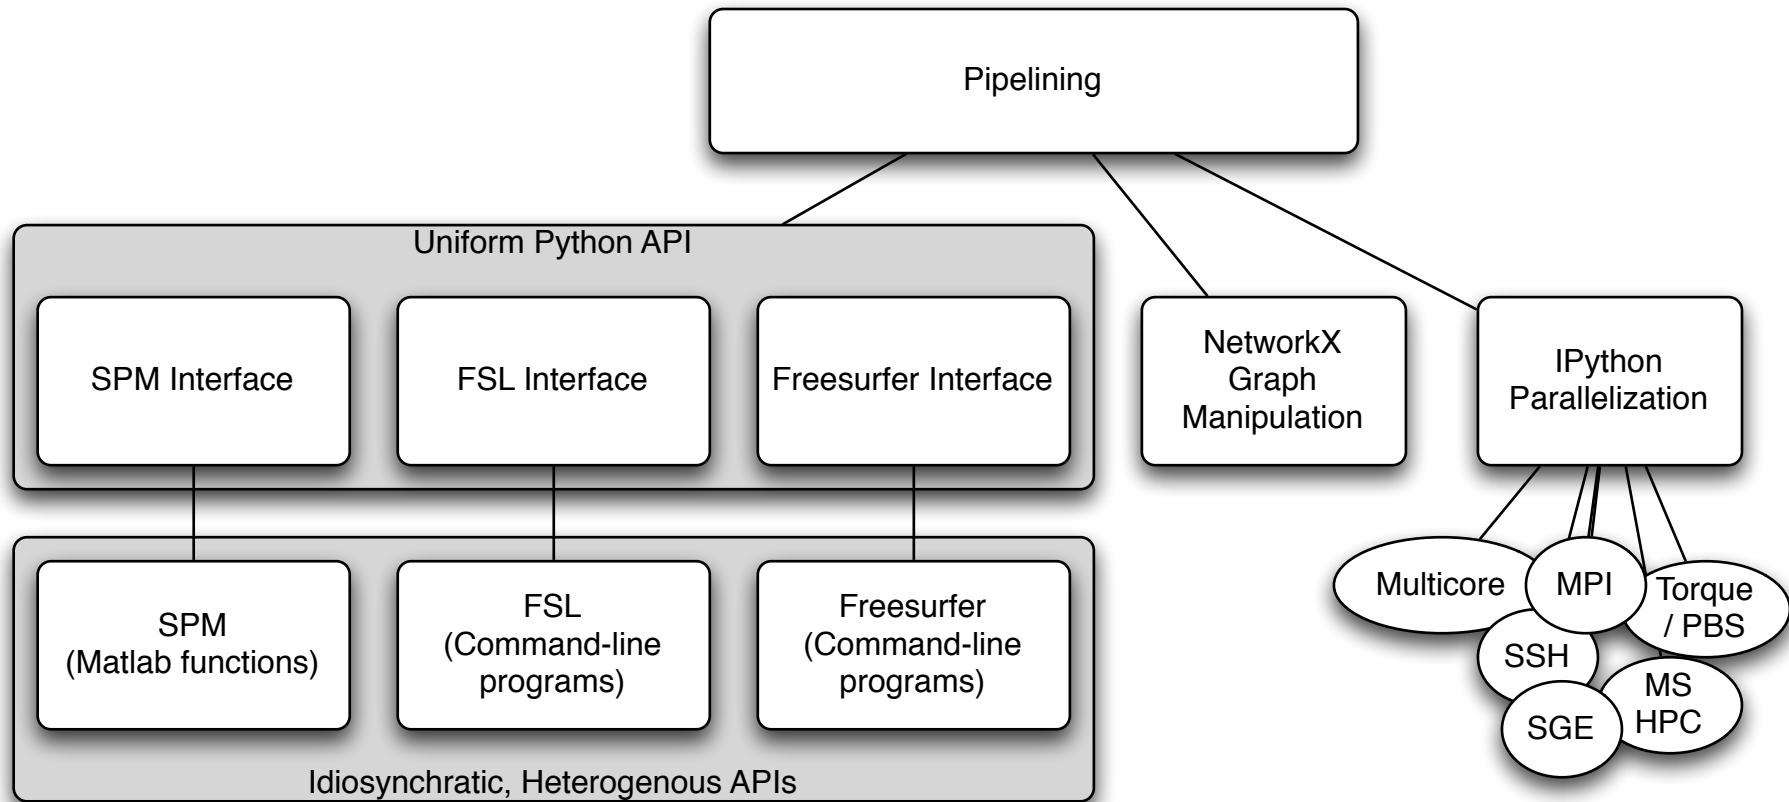 Pipelining
Uniform Python API
SPM Interface
FSL Interface
Freesurfer Interface
NetworkX
Graph
Manipulation
IPython
Parallelization
SPM
(Matlab functions)
FSL
(Command-line
programs)
Freesurfer
(Command-line
programs)
Idiosynchratic, Heterogenous APIs
Multicore
MPI
Torque
/ PBS
SSH
MS
HPC
SGE